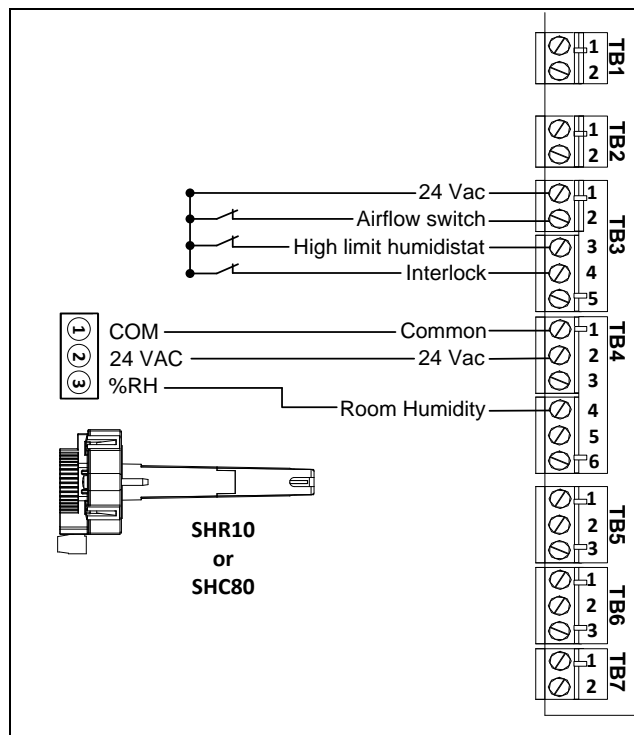 1
2
TB1
1
2
TB2
24 Vac 1
Airflow switch 2
High limit humidistat 3
Interlock 4
5
TB3
1 COM Common 1
2 24 VAC 24 Vac 2
3 %RH 3
Room Humidity 4
5
6
TB4
SHR10
or
SHC80
1
2
3
TB5
1
2
3
TB6
1
2
TB7